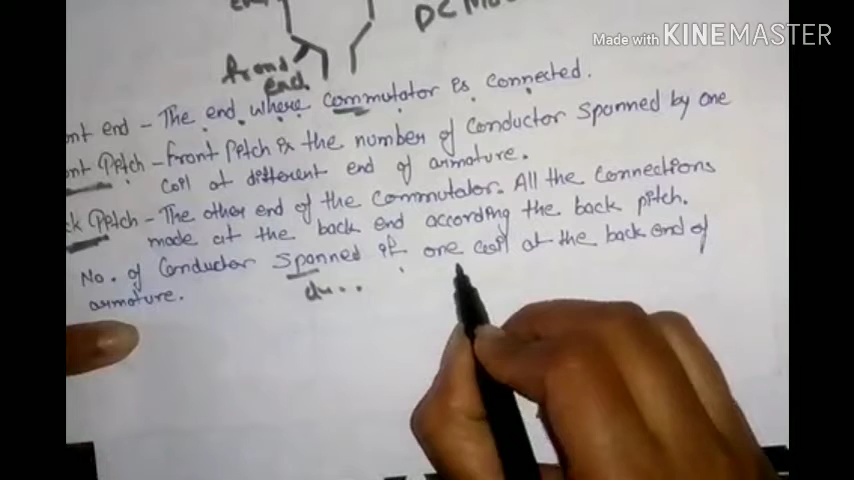 DC Mo
Made with KINEMASTER
front end
nt end - The end where commutator is connected.
nt Pitch - Front Pitch is the number of conductor spanned by one
coil at different end of armature.
ck Pitch - The other end of the commutator. All the connections
made at the back end according the back pitch.
No. of conductor spanned if one coil at the back end of
armature.